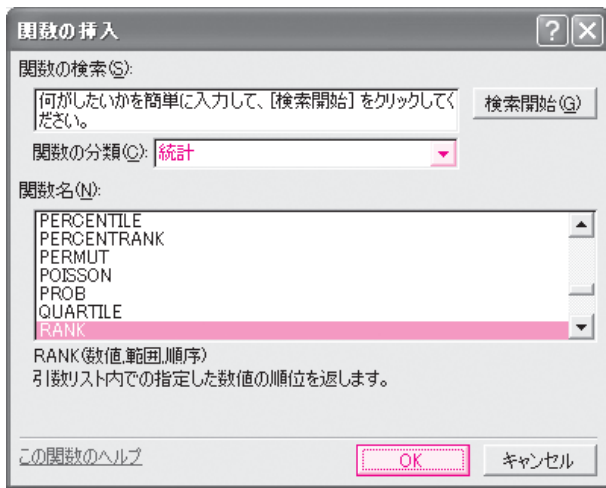 関数の挿入
関数の検索(S):
何がしたいかを簡単に入力して、[検索開始] をクリックしてく
ださい。
検索開始(G)
関数の分類(C): 統計
関数名(N):
PERCENTILE
PERCENTRANK
PERMUT
POISSON
PROB
QUARTILE
RANK
RANK(数値,範囲,順序)
引数リスト内での指定した数値の順位を返します。
この関数のヘルプ
OK
キャンセル